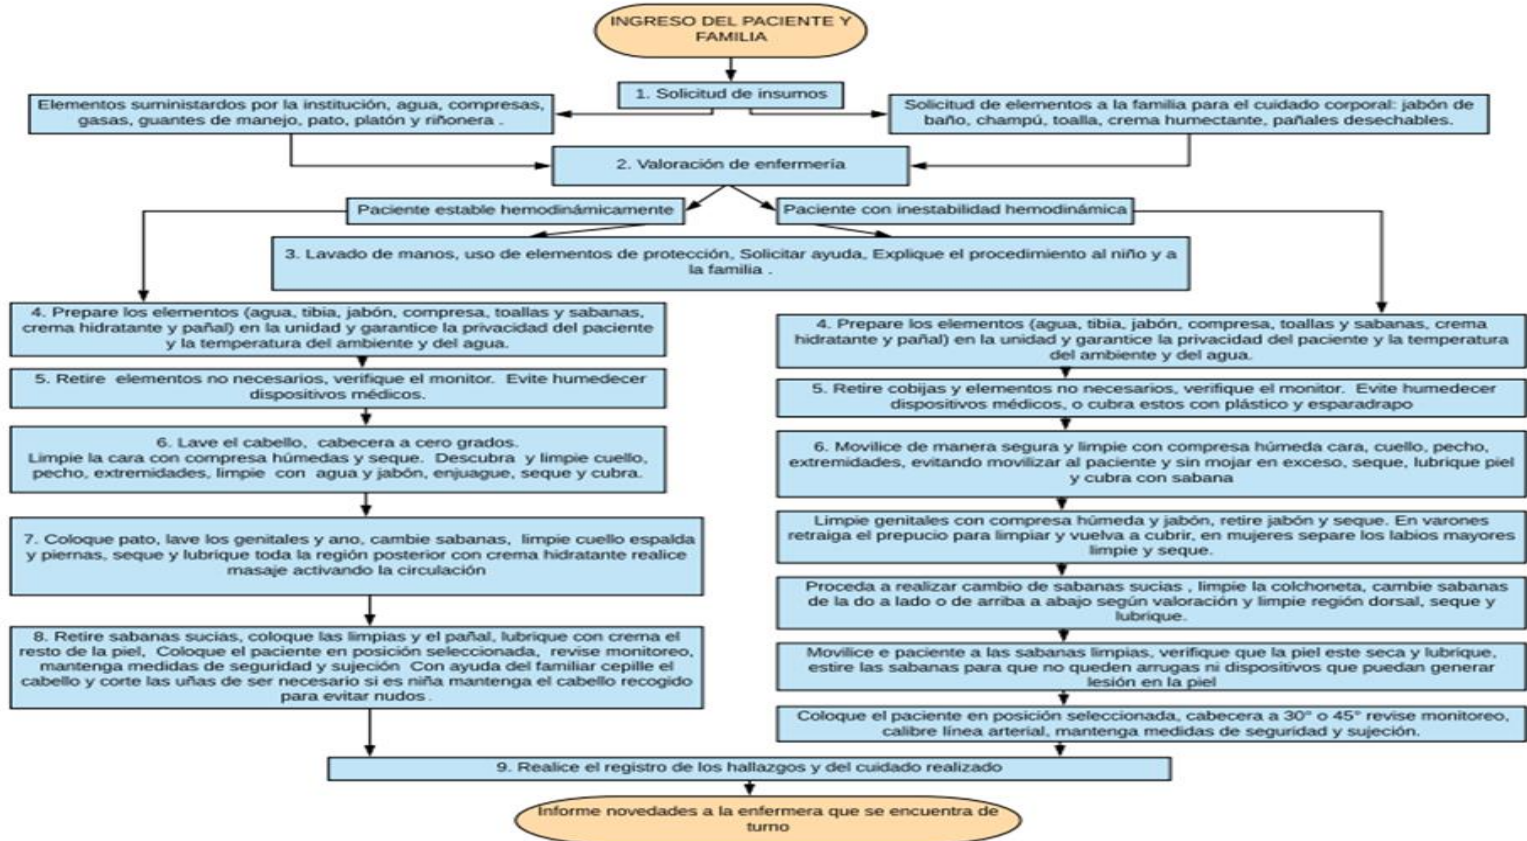 INGRESO DEL PACIENTE Y
FAMILIA
1. Solicitud de insumos
Elementos suministardos por la institución, agua, compresas,
gasas, guantes de manejo, pato, platón y riñonera .
Solicitud de elementos a la familia para el cuidado corporal: jabón de
baño, champú, toalla, crema humectante, pañales desechables.
2. Valoración de enfermería
Paciente estable hemodinámicamente
Paciente con inestabilidad hemodinámica
3. Lavado de manos, uso de elementos de protección, Solicitar ayuda, Explique el procedimiento al niño y a
la familia .
4. Prepare los elementos (agua, tibia, jabón, compresa, toallas y sabanas,
crema hidratante y pañal) en la unidad y garantice la privacidad del paciente
y la temperatura del ambiente y del agua.
5. Retire elementos no necesarios, verifique el monitor. Evite humedecer
dispositivos médicos.
6. Lave el cabello, cabecera a cero grados.
Limpie la cara con compresa húmedas y seque. Descubra y limpie cuello,
pecho, extremidades, limpie con agua y jabón, enjuague, seque y cubra.
7. Coloque pato, lave los genitales y ano, cambie sabanas, limpie cuello espalda
y piernas, seque y lubrique toda la región posterior con crema hidratante realice
masaje activando la circulación
8. Retire sabanas sucias, coloque las limpias y el pañal, lubrique con crema el
resto de la piel, Coloque el paciente en posición seleccionada, revise monitoreo,
mantenga medidas de seguridad y sujeción Con ayuda del familiar cepille el
cabello y corte las uñas de ser necesario si es niña mantenga el cabello recogido
para evitar nudos .
4. Prepare los elementos (agua, tibia, jabón, compresa, toallas y sabanas, crema
hidratante y pañal) en la unidad y garantice la privacidad del paciente y la temperatura
del ambiente y del agua.
5. Retire cobijas y elementos no necesarios, verifique el monitor. Evite humedecer
dispositivos médicos, o cubra estos con plástico y esparadrapo
6. Movilice de manera segura y limpie con compresa húmeda cara, cuello, pecho,
extremidades, evitando movilizar al paciente y sin mojar en exceso, seque, lubrique piel
y cubra con sabana
Limpie genitales con compresa húmeda y jabón, retire jabón y seque. En varones
retraiga el prepucio para limpiar y vuelva a cubrir, en mujeres separe los labios mayores
limpie y seque.
Proceda a realizar cambio de sabanas sucias , limpie la colchoneta, cambie sabanas
de la do a lado o de arriba a abajo según valoración y limpie región dorsal, seque y
lubrique.
Movilice e paciente a las sabanas limpias, verifique que la piel este seca y lubrique,
estire las sabanas para que no queden arrugas ni dispositivos que puedan generar
lesión en la piel
Coloque el paciente en posición seleccionada, cabecera a 30° o 45° revise monitoreo,
calibre línea arterial, mantenga medidas de seguridad y sujeción.
9. Realice el registro de los hallazgos y del cuidado realizado
Informe novedades a la enfermera que se encuentra de
turno